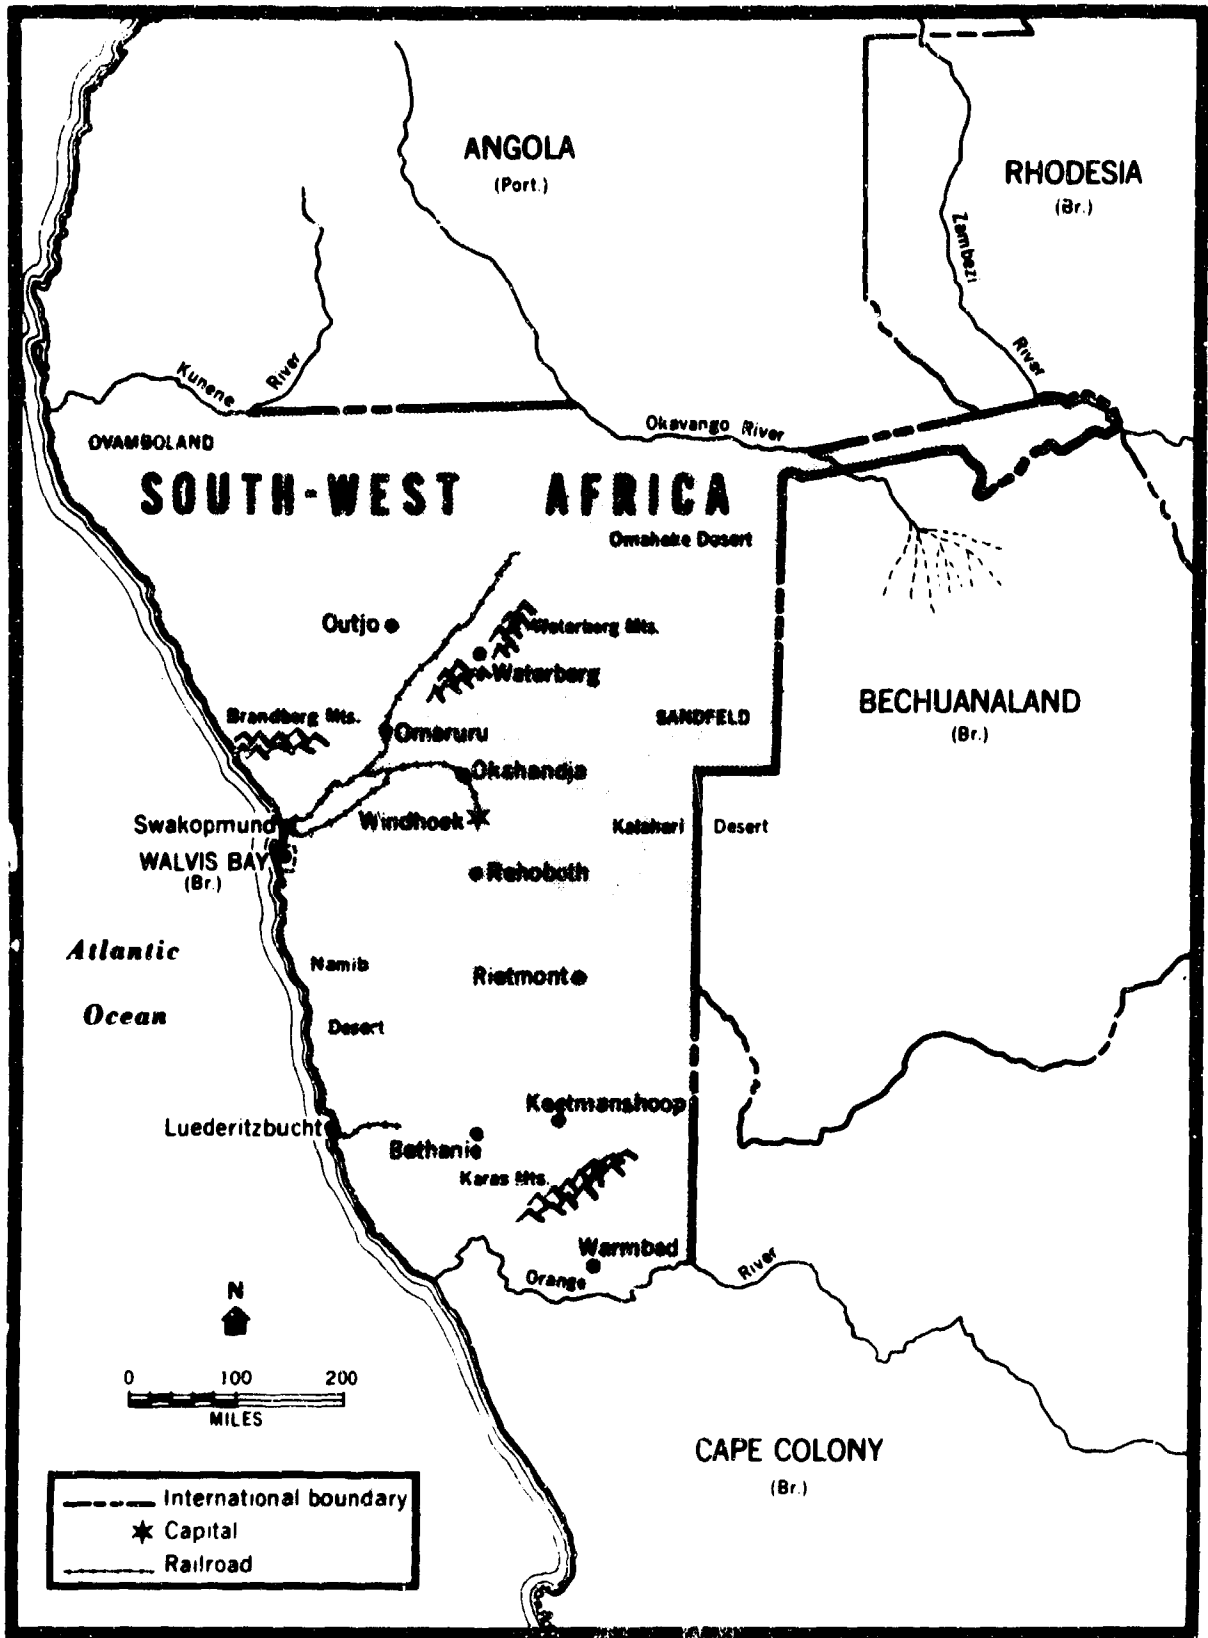 ANGOLA
(Port.)
RHODESIA
(Br.)
Zambezi
River
Kunene
River
Okavango River
OVAMBOLAND
SOUTH-WEST AFRICA
Omaheke Desert
Outjo
Waterberg Mts.
Waterberg
BECHUANALAND
(Br.)
Brandberg Mts.
SANDFELD
Omaruru
Okahandja
Swakopmund
Windhoek
Kalahari Desert
WALVIS BAY
(Br.)
Rehoboth
Atlantic
Ocean
Namib
Desert
Rietmont
Keetmanshoop
Luederitzbucht
Bethanie
Karas Mts.
Warmbad
Orange
River
N
0 100 200
MILES
CAPE COLONY
(Br.)
International boundary
Capital
Railroad